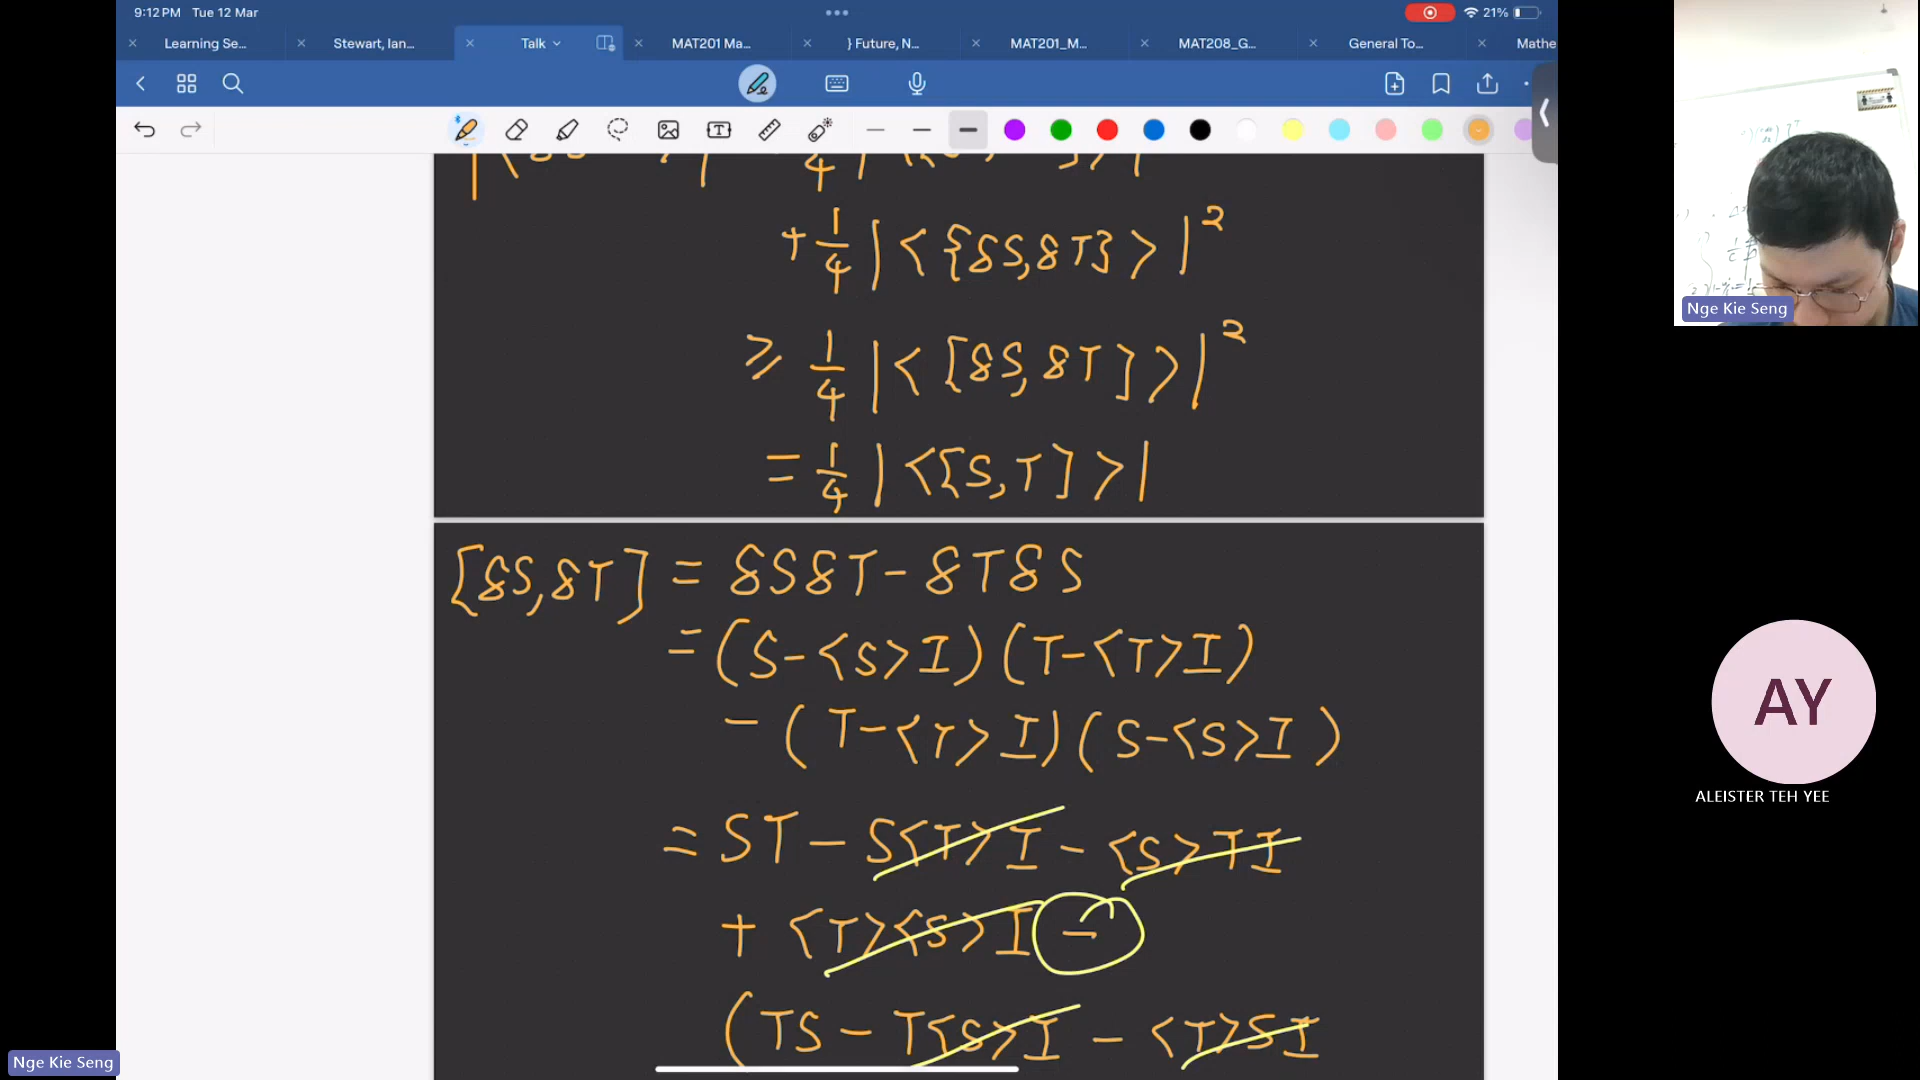 9:12 PM Tue 12 Mar
21%
Learning Se...
Stewart, Ian,...
Talk
MAT201 Ma...
} Future, N...
MAT201_M...
MAT208_G...
General To...
Mathe
+ 1/4 |<{δS,δT}>|²
≥ 1/4 |<[δS,δT]>|²
= 1/4 |<[S,T]>|
[δS,δT] = δSδT - δTδS
= (S-<S>I)(T-<T>I)
- (T-<T>I)(S-<S>I)
= ST - S<T>I - <S>TI
+ <T><S>I -
(TS - T<S>I - <T>SI
Nge Kie Seng
AY
ALEISTER TEH YEE
Nge Kie Seng